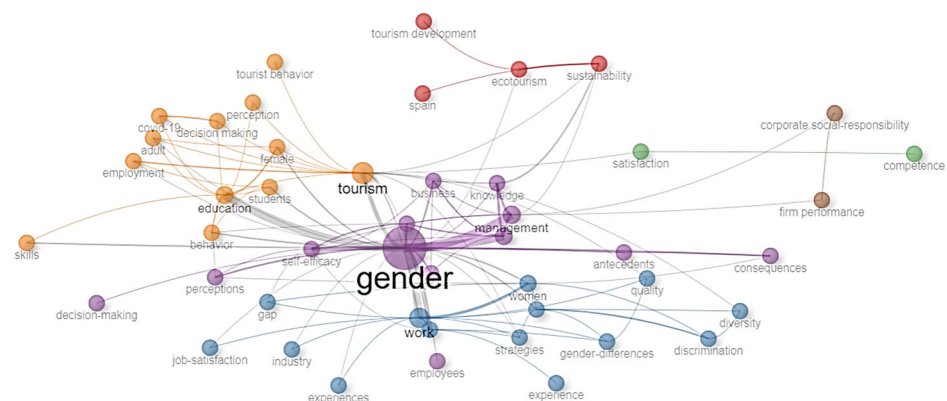 tourism development
tourist behavior
ecotourism
sustainability
spain
perception
corporate social-responsibility
covid-19
decision making
adult
female
satisfaction
competence
employment
tourism
business
knowledge
students
education
firm performance
management
behavior
skills
self-efficacy
antecedents
consequences
gender
perceptions
women
quality
decision-making
gap
diversity
work
strategies
gender-differences
discrimination
job-satisfaction
industry
employees
experiences
experience